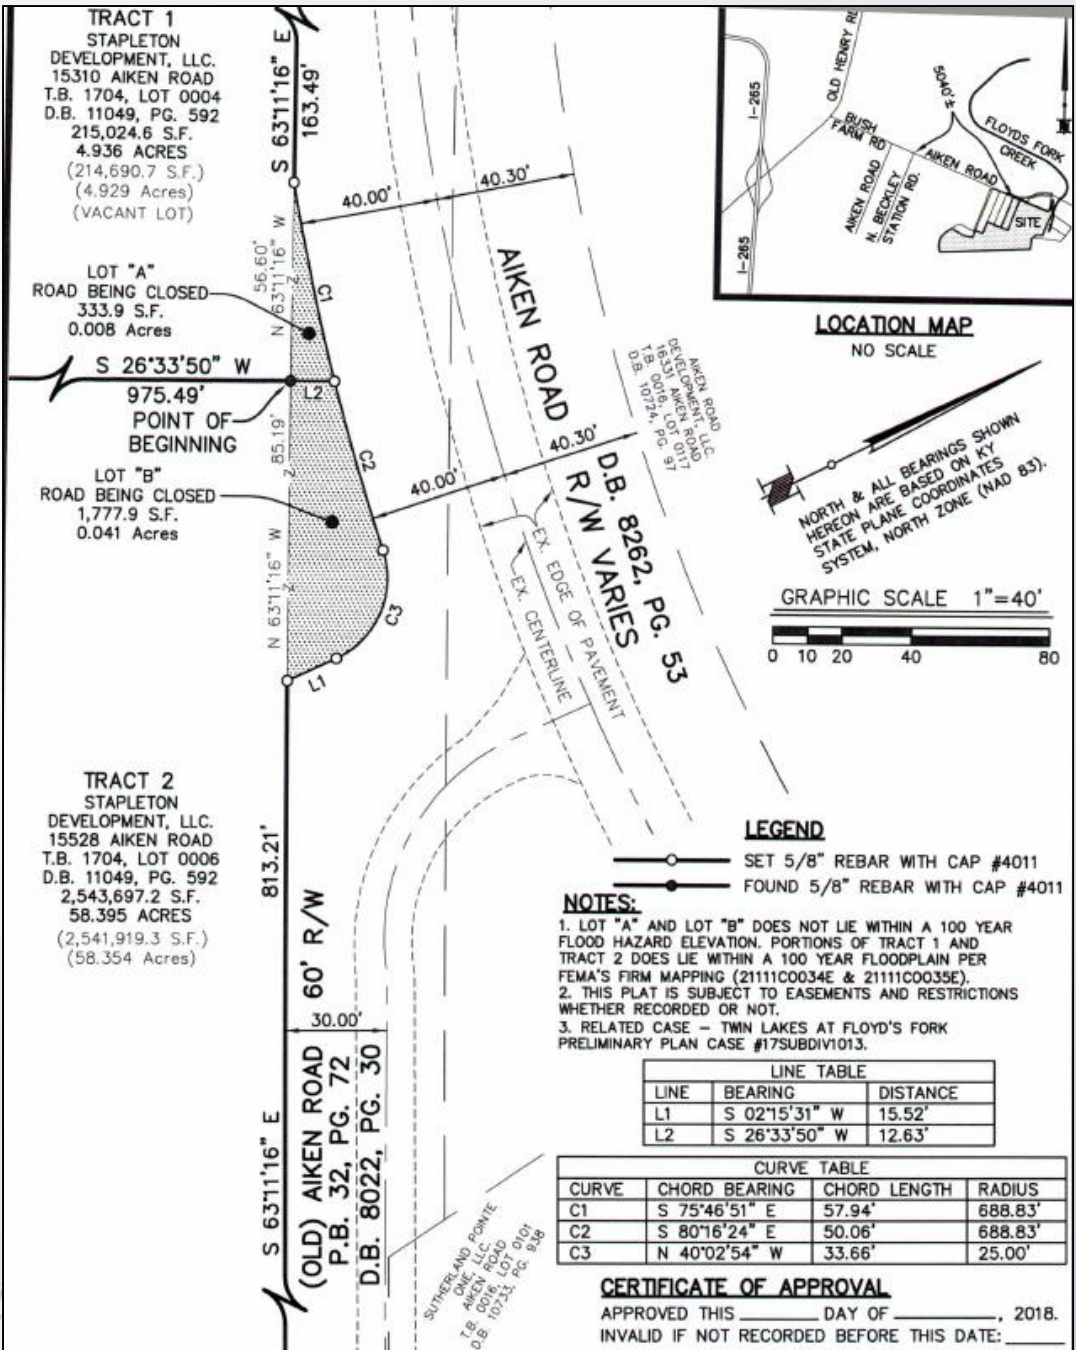 TRACT 1
STAPLETON
DEVELOPMENT, LLC.
15310 AIKEN ROAD
T.B. 1704, LOT 0004
D.B. 11049, PG. 592
215,024.6 S.F.
4.936 ACRES
(214,690.7 S.F.)
(4.929 Acres)
(VACANT LOT)
S 63°11'16" E
163.49'
40.00'
40.30'
LOT "A"
ROAD BEING CLOSED
333.9 S.F.
0.008 Acres
56.60'
N 63°11'16" W
C1
S 26°33'50" W
975.49'
L2
POINT OF
BEGINNING
85.19'
N 63°11'16" W
C2
LOT "B"
ROAD BEING CLOSED
1,777.9 S.F.
0.041 Acres
C3
L1
40.00'
40.30'
AIKEN ROAD
D.B. 8262, PG. 53
R/W VARIES
EX. EDGE OF PAVEMENT
EX. CENTERLINE
AIKEN ROAD
DEVELOPMENT, LLC.
16331 AIKEN ROAD
T.B. 0016, LOT 0117
D.B. 10724, PG. 97
I-265
I-265
OLD HENRY RD.
BUSH
FARM RD
AIKEN ROAD
AIKEN ROAD
N. BECKLEY
STATION RD.
5040'±
FLOYDS FORK
CREEK
SITE
N
LOCATION MAP
NO SCALE
NORTH & ALL BEARINGS SHOWN
HEREON ARE BASED ON KY
STATE PLANE COORDINATES
SYSTEM, NORTH ZONE (NAD 83).
GRAPHIC SCALE 1"=40'
0 10 20 40 80
TRACT 2
STAPLETON
DEVELOPMENT, LLC.
15528 AIKEN ROAD
T.B. 1704, LOT 0006
D.B. 11049, PG. 592
2,543,697.2 S.F.
58.395 ACRES
(2,541,919.3 S.F.)
(58.354 Acres)
813.21'
S 63°11'16" E
60' R/W
30.00'
(OLD) AIKEN ROAD
P.B. 32, PG. 72
D.B. 8022, PG. 30
SUTHERLAND POINTE
ONE, LLC.
AIKEN ROAD
T.B. 0016, LOT 0101
D.B. 10733, PG. 938
LEGEND
SET 5/8" REBAR WITH CAP #4011
FOUND 5/8" REBAR WITH CAP #4011
NOTES:
1. LOT "A" AND LOT "B" DOES NOT LIE WITHIN A 100 YEAR
FLOOD HAZARD ELEVATION. PORTIONS OF TRACT 1 AND
TRACT 2 DOES LIE WITHIN A 100 YEAR FLOODPLAIN PER
FEMA'S FIRM MAPPING (21111C0034E & 21111C0035E).
2. THIS PLAT IS SUBJECT TO EASEMENTS AND RESTRICTIONS
WHETHER RECORDED OR NOT.
3. RELATED CASE – TWIN LAKES AT FLOYD'S FORK
PRELIMINARY PLAN CASE #17SUBDIV1013.
LINE TABLE
LINE BEARING DISTANCE
L1 S 02°15'31" W 15.52'
L2 S 26°33'50" W 12.63'
CURVE TABLE
CURVE CHORD BEARING CHORD LENGTH RADIUS
C1 S 75°46'51" E 57.94' 688.83'
C2 S 80°16'24" E 50.06' 688.83'
C3 N 40°02'54" W 33.66' 25.00'
CERTIFICATE OF APPROVAL
APPROVED THIS ______ DAY OF ________, 2018.
INVALID IF NOT RECORDED BEFORE THIS DATE: _____